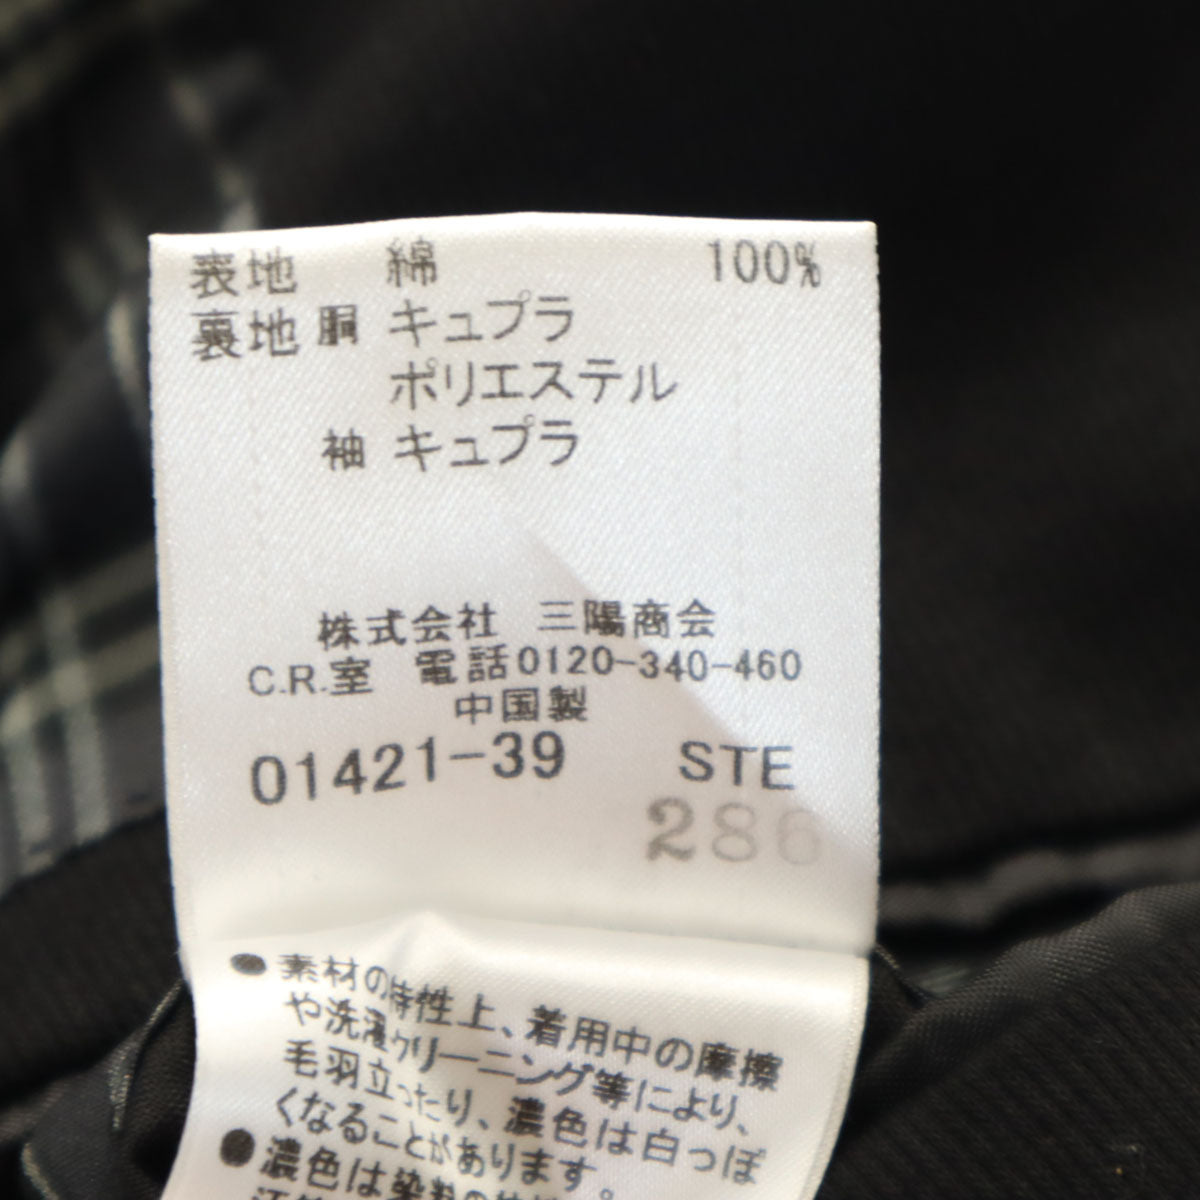 表地 綿 100%
裏地 胴 キュプラ
ポリエステル
袖 キュプラ
株式会社 三陽商会
C.R.室 電話0120-340-460
中国製
01421-39 STE
286
● 素材の特性上、着用中の摩擦
や洗濯クリーニング等により、
毛羽立ったり、濃色は白っぽ
くなることがあります。
● 濃色は染料の特性